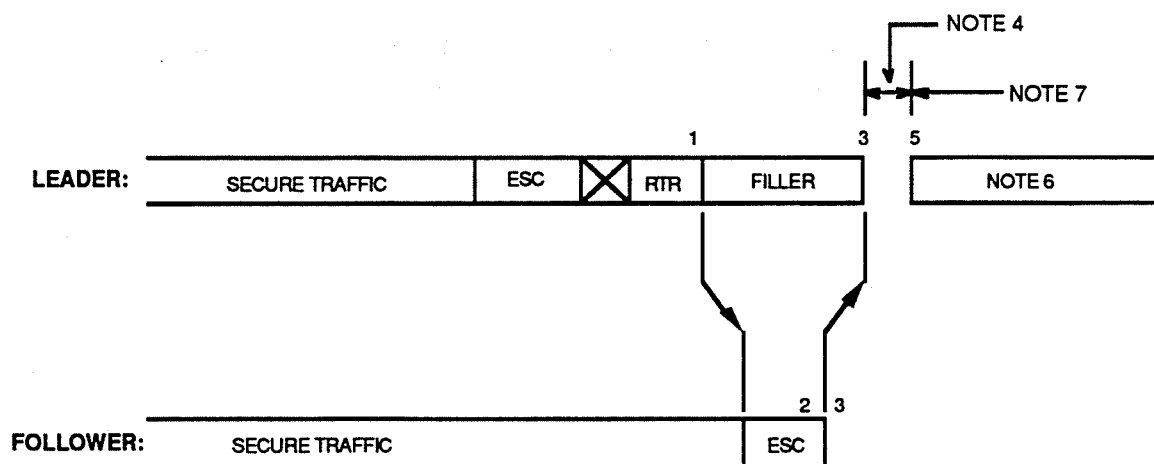 NOTE 4
NOTE 7
1 3 5
LEADER: SECURE TRAFFIC ESC RTR FILLER NOTE 6
2 3
FOLLOWER: SECURE TRAFFIC ESC